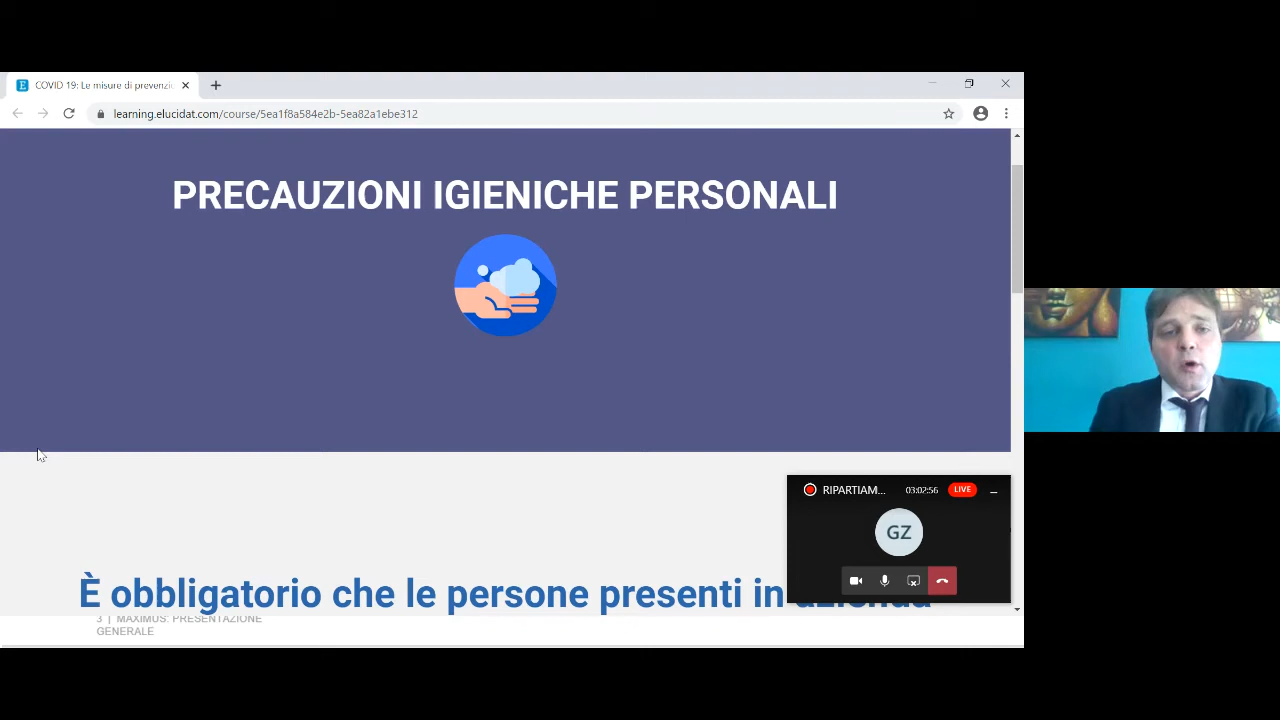 COVID 19: Le misure di prevenzi
learning.elucidat.com/course/5ea1f8a584e2b-5ea82a1ebe312
PRECAUZIONI IGIENICHE PERSONALI
RIPARTIAM... 03:02:56 LIVE
GZ
È obbligatorio che le persone presenti in azienda
3 | MAXIMUS: PRESENTAZIONE
GENERALE